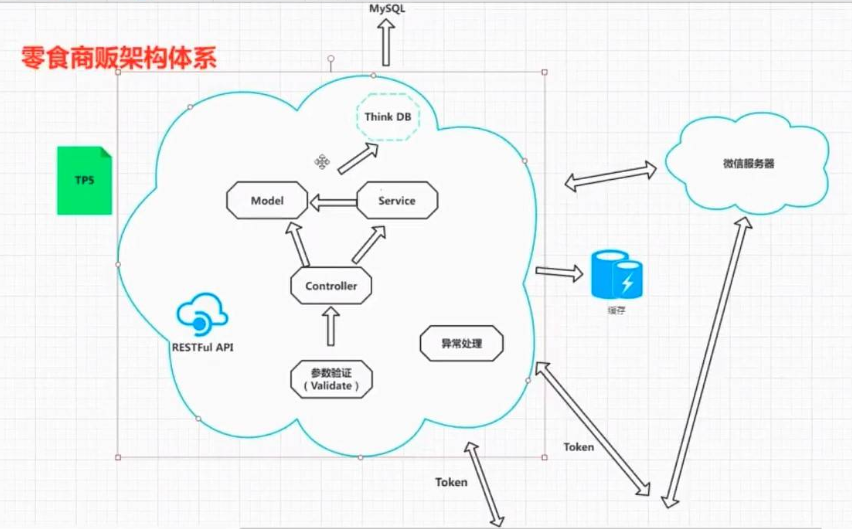 MySQL
零食商贩架构体系
Think DB
TP5
微信服务器
Model
Service
Controller
缓存
RESTFul API
异常处理
参数验证
（Validate）
Token
Token